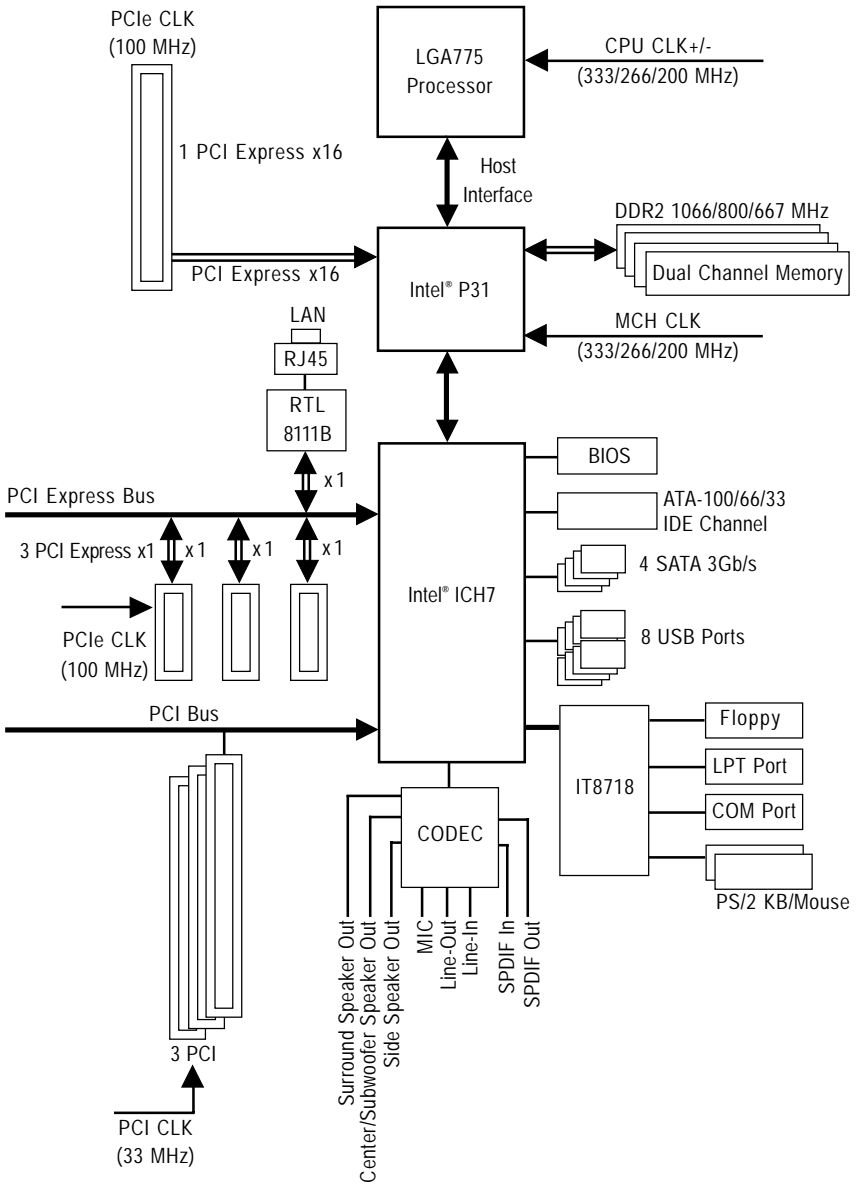 PCIe CLK
(100 MHz)
LGA775
Processor
CPU CLK+/-
(333/266/200 MHz)
1 PCI Express x16
Host
Interface
DDR2 1066/800/667 MHz
Dual Channel Memory
PCI Express x16
Intel® P31
LAN
RJ45
MCH CLK
(333/266/200 MHz)
RTL
8111B
x1
PCI Express Bus
BIOS
ATA-100/66/33
IDE Channel
3 PCI Express x1
x1
x1
x1
4 SATA 3Gb/s
Intel® ICH7
PCIe CLK
(100 MHz)
8 USB Ports
PCI Bus
Floppy
LPT Port
IT8718
COM Port
PS/2 KB/Mouse
CODEC
Surround Speaker Out
Center/Subwoofer Speaker Out
Side Speaker Out
MIC
Line-Out
Line-In
SPDIF In
SPDIF Out
3 PCI
PCI CLK
(33 MHz)